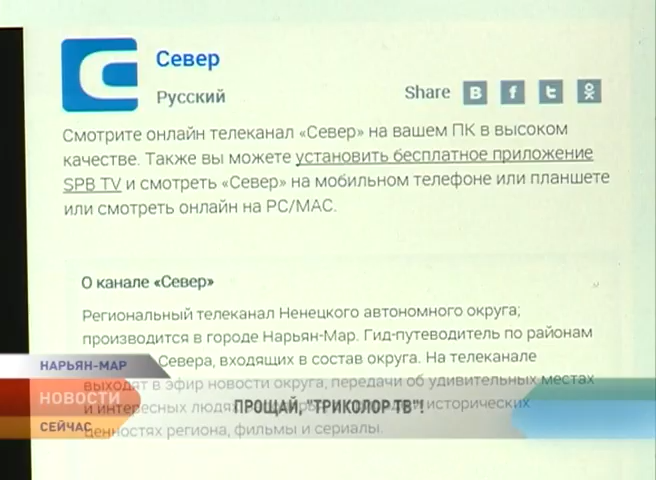 Север
Русский
Share
Смотрите онлайн телеканал «Север» на вашем ПК в высоком
качестве. Также вы можете установить бесплатное приложение
SPB TV и смотреть «Север» на мобильном телефоне или планшете
или смотреть онлайн на PC/MAC.
О канале «Север»
Региональный телеканал Ненецкого автономного округа;
производится в городе Нарьян-Мар. Гид-путеводитель по районам
Севера, входящих в состав округа. На телеканале
выходят в эфир новости округа, передачи об удивительных местах
и интересных людях исторических
ценностях региона, фильмы и сериалы.
НАРЬЯН-МАР
НОВОСТИ
СЕЙЧАС
ПРОЩАЙ, "ТРИКОЛОР ТВ"!